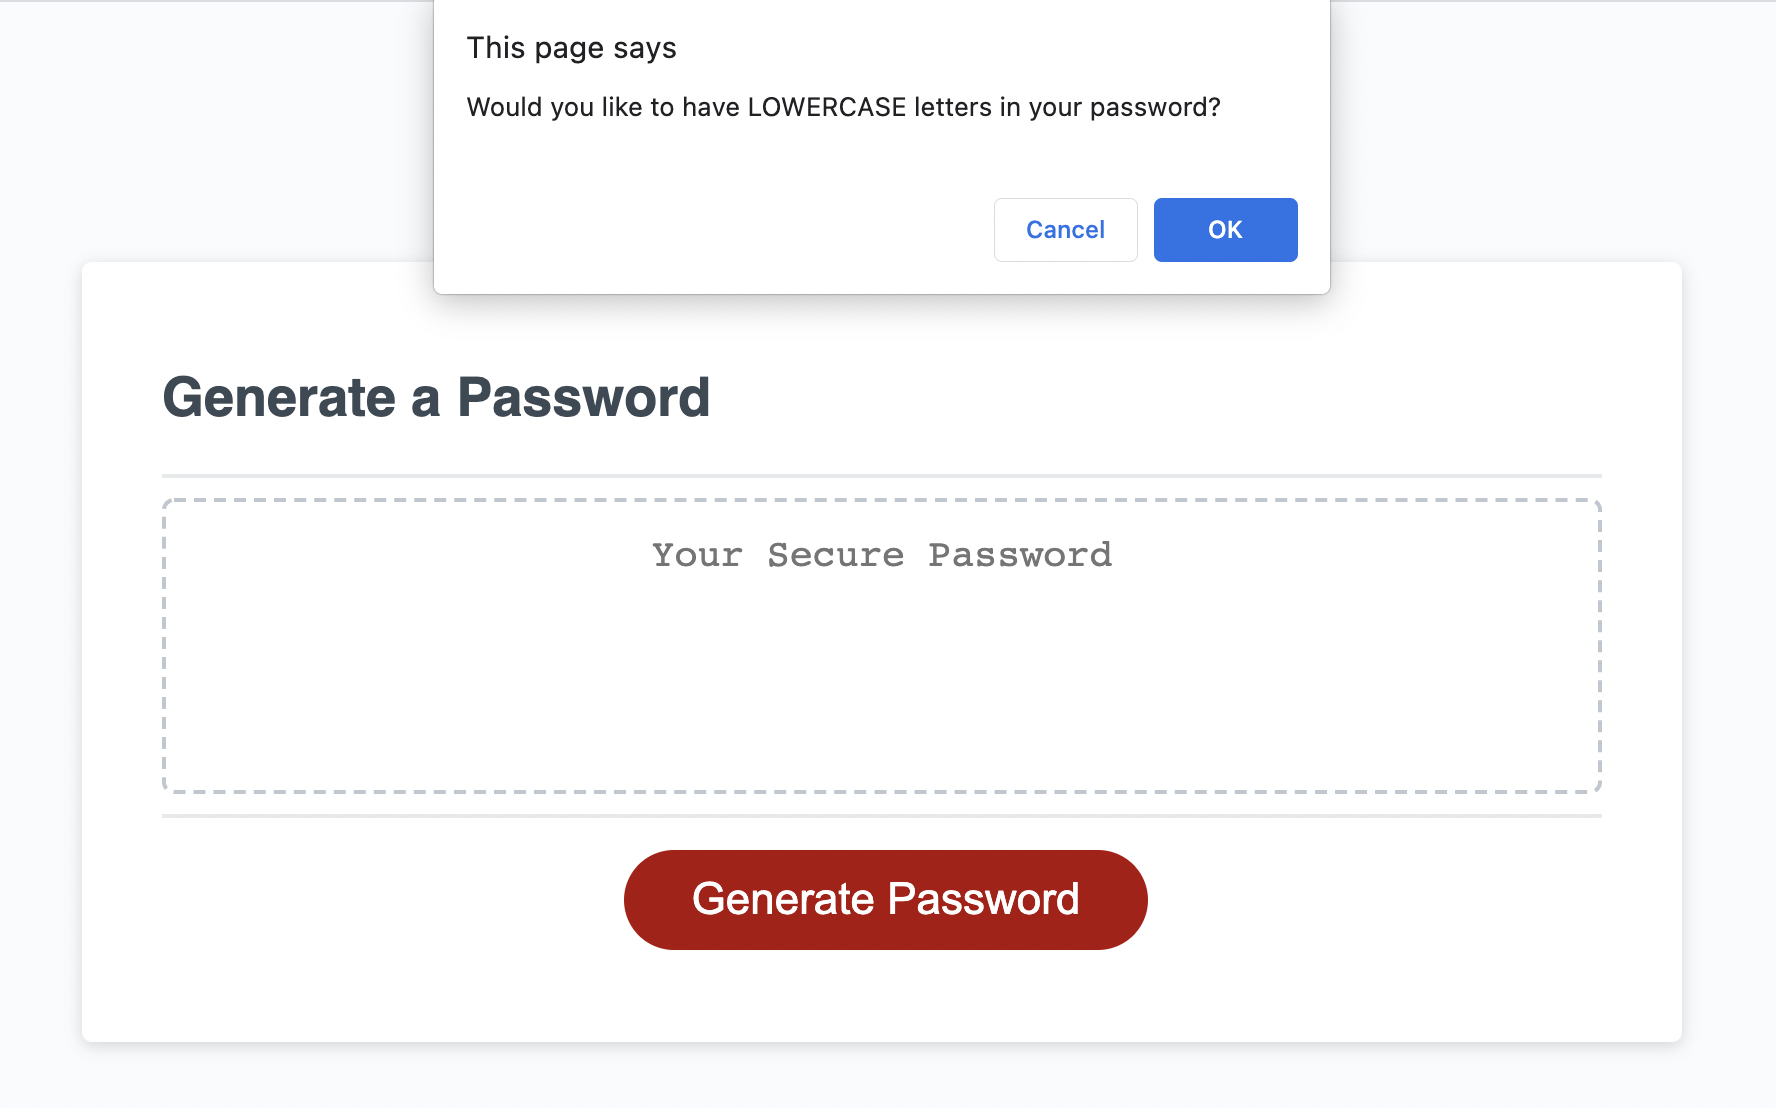 This page says
Would you like to have LOWERCASE letters in your password?
Cancel
OK
Generate a Password
Your Secure Password
Generate Password